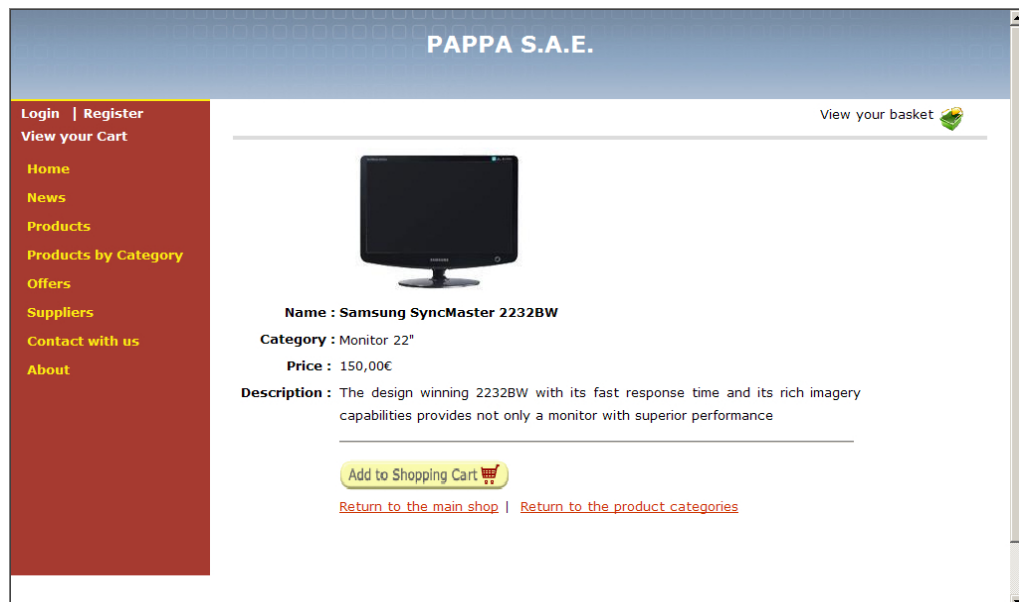 PAPPA S.A.E.
Login | Register
View your Cart
Home
News
Products
Products by Category
Offers
Suppliers
Contact with us
About
View your basket
Name : Samsung SyncMaster 2232BW
Category : Monitor 22"
Price : 150,00€
Description : The design winning 2232BW with its fast response time and its rich imagery
capabilities provides not only a monitor with superior performance
Add to Shopping Cart
Return to the main shop | Return to the product categories